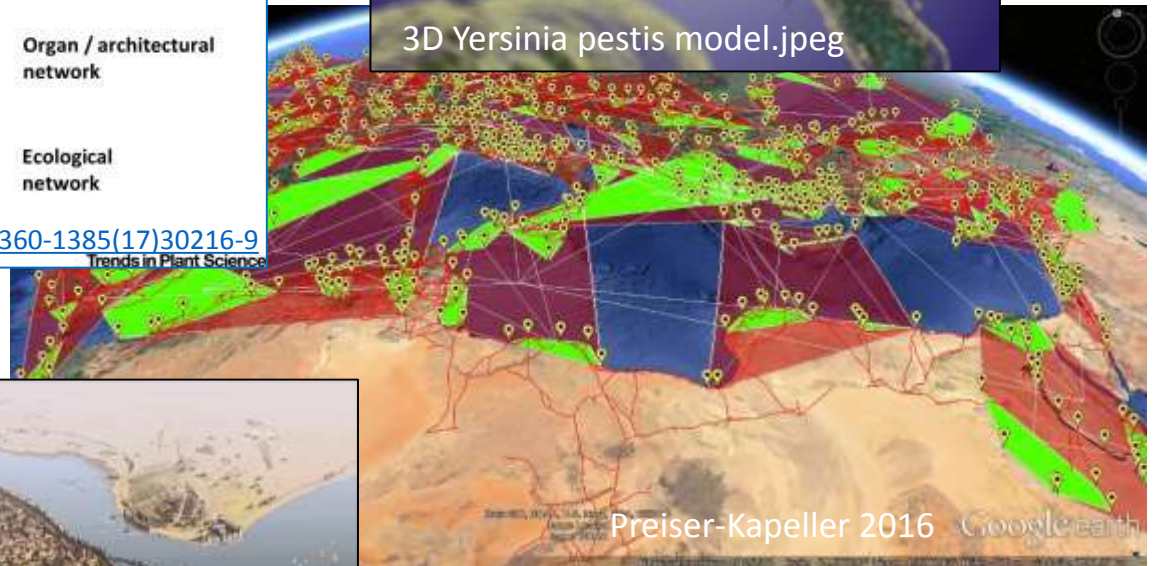 Organ / architectural
network
Ecological
network
360-1385(17)30216-9
Trends in Plant Science
3D Yersinia pestis model.jpeg
Preiser-Kapeller 2016
Google earth